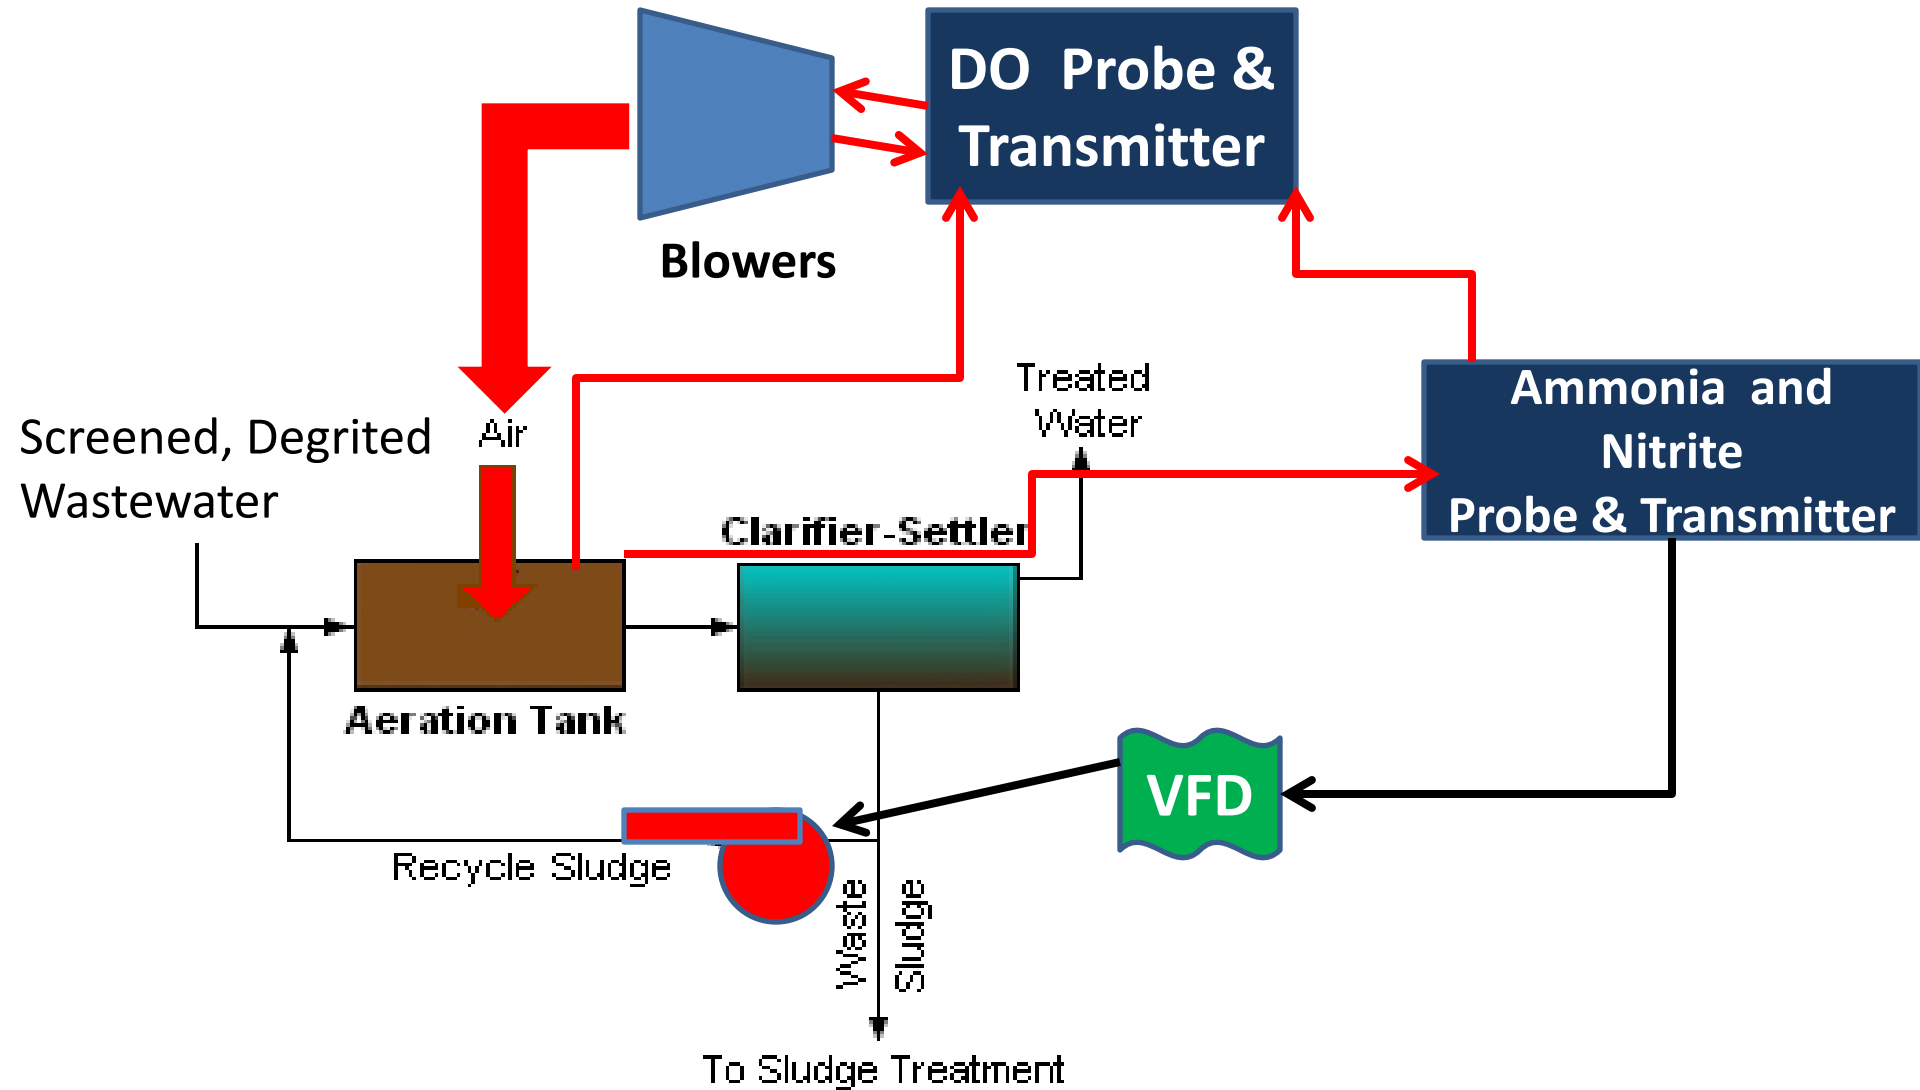 DO Probe &
Transmitter
Blowers
Treated
Water
Ammonia and
Nitrite
Probe & Transmitter
Screened, Degrited
Wastewater
Air
Clarifier-Settler
Aeration Tank
VFD
Recycle Sludge
Waste
Sludge
To Sludge Treatment